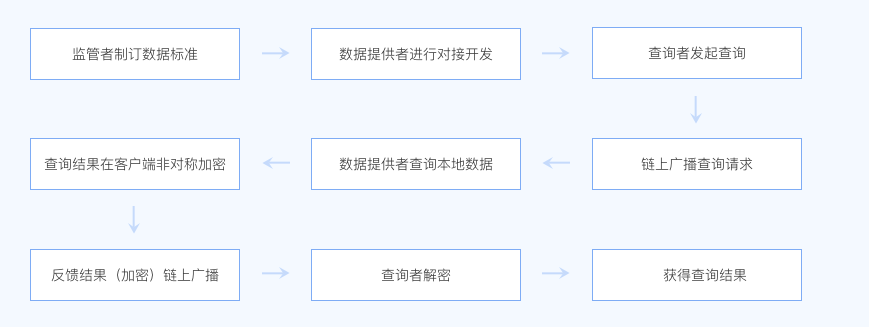 监管者制订数据标准
数据提供者进行对接开发
查询者发起查询
链上广播查询请求
数据提供者查询本地数据
查询结果在客户端非对称加密
反馈结果（加密）链上广播
查询者解密
获得查询结果